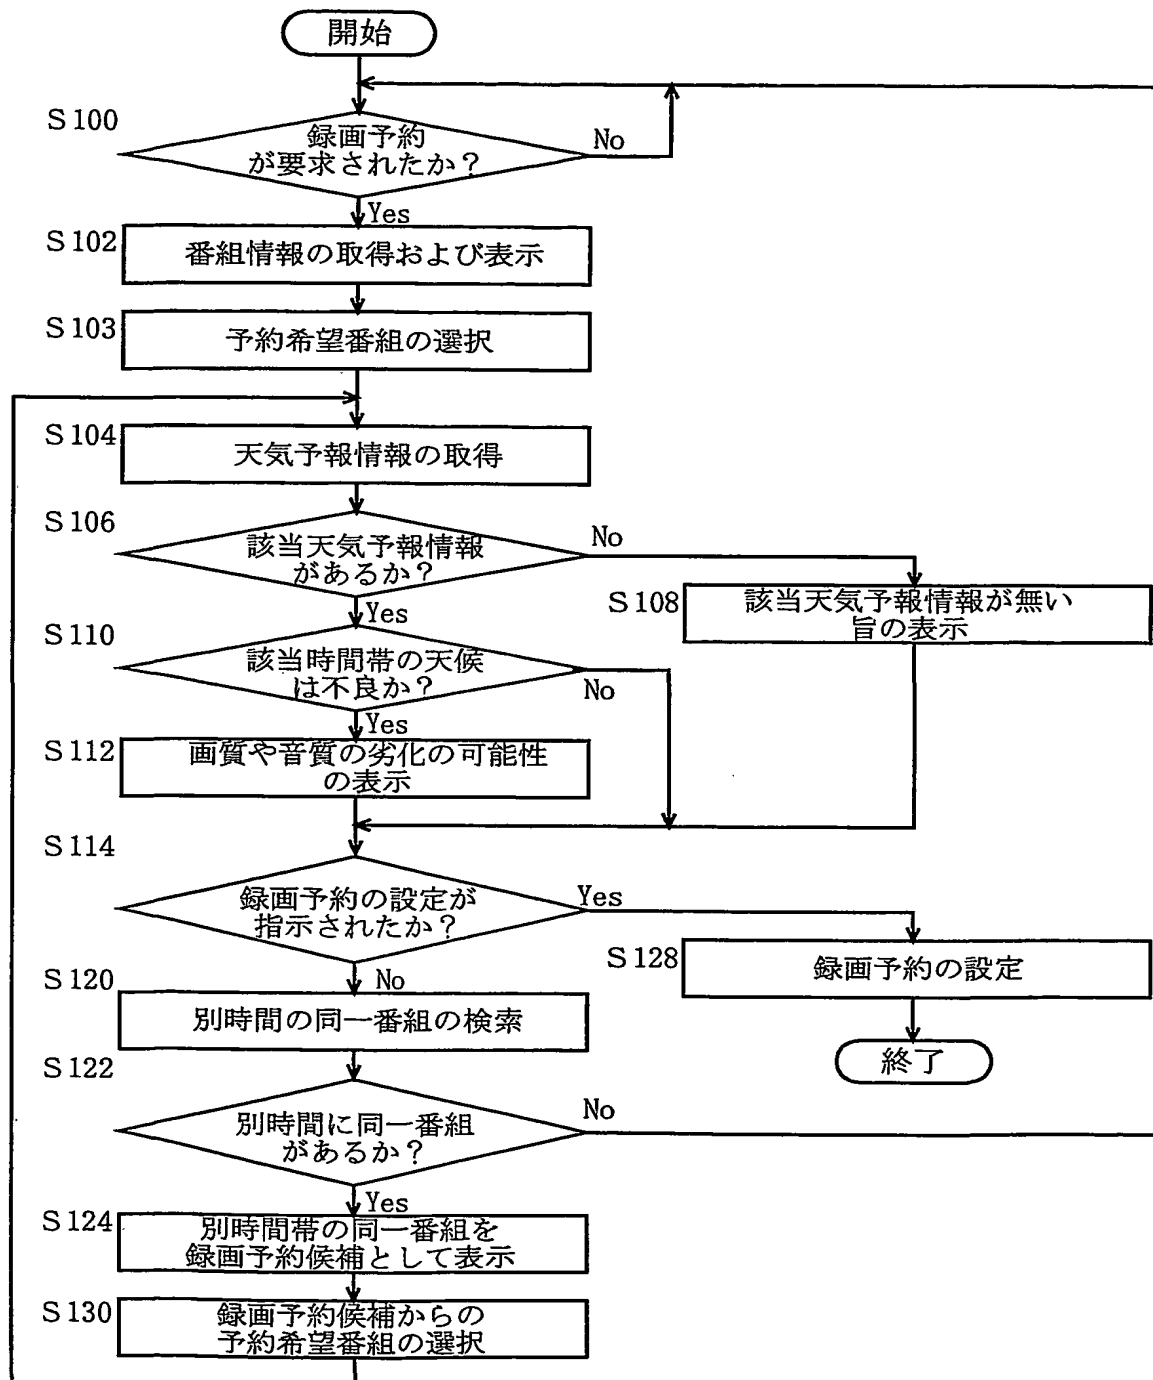 開始
S100
録画予約
が要求されたか？
No
Yes
S102
番組情報の取得および表示
S103
予約希望番組の選択
S104
天気予報情報の取得
S106
該当天気予報情報
があるか？
No
Yes
S108
該当天気予報情報が無い
旨の表示
S110
該当時間帯の天候
は不良か？
No
Yes
S112
画質や音質の劣化の可能性
の表示
S114
録画予約の設定が
指示されたか？
Yes
No
S128
録画予約の設定
終了
S120
別時間の同一番組の検索
S122
別時間に同一番組
があるか？
No
Yes
S124
別時間帯の同一番組を
録画予約候補として表示
S130
録画予約候補からの
予約希望番組の選択